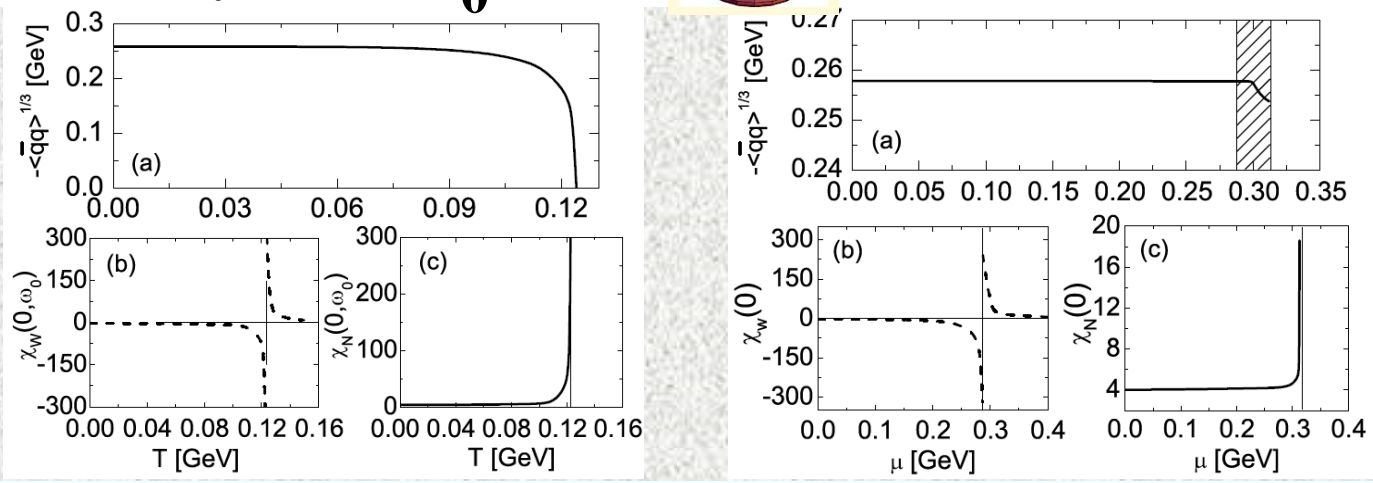 0
0.3
0.2
0.1
0.0
-<q̄q>^1/3 [GeV]
(a)
0.00 0.03 0.06 0.09 0.12
300
150
0
-150
-300
χ_W(0,ω_0)
(b)
0.00 0.04 0.08 0.12 0.16
T [GeV]
300
200
100
0
χ_N(0,ω_0)
(c)
0.00 0.04 0.08 0.12 0.16
T [GeV]
0.27
0.26
0.25
0.24
-<q̄q>^1/3 [GeV]
(a)
0.00 0.05 0.10 0.15 0.20 0.25 0.30 0.35
300
150
0
-150
-300
χ_w(0)
(b)
0.0 0.1 0.2 0.3 0.4
μ [GeV]
20
16
12
8
4
χ_N(0)
(c)
0.0 0.1 0.2 0.3 0.4
μ [GeV]